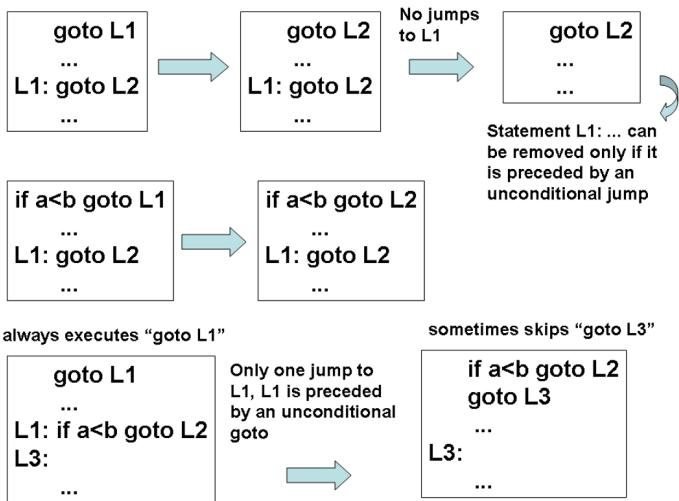 goto L1
...
L1: goto L2
...
goto L2
...
L1: goto L2
...
No jumps
to L1
goto L2
...
...
Statement L1: ... can
be removed only if it
is preceded by an
unconditional jump
if a<b goto L1
...
L1: goto L2
...
if a<b goto L2
...
L1: goto L2
...
always executes “goto L1”
goto L1
...
L1: if a<b goto L2
L3:
...
Only one jump to
L1, L1 is preceded
by an unconditional
goto
sometimes skips “goto L3”
if a<b goto L2
goto L3
...
L3:
...